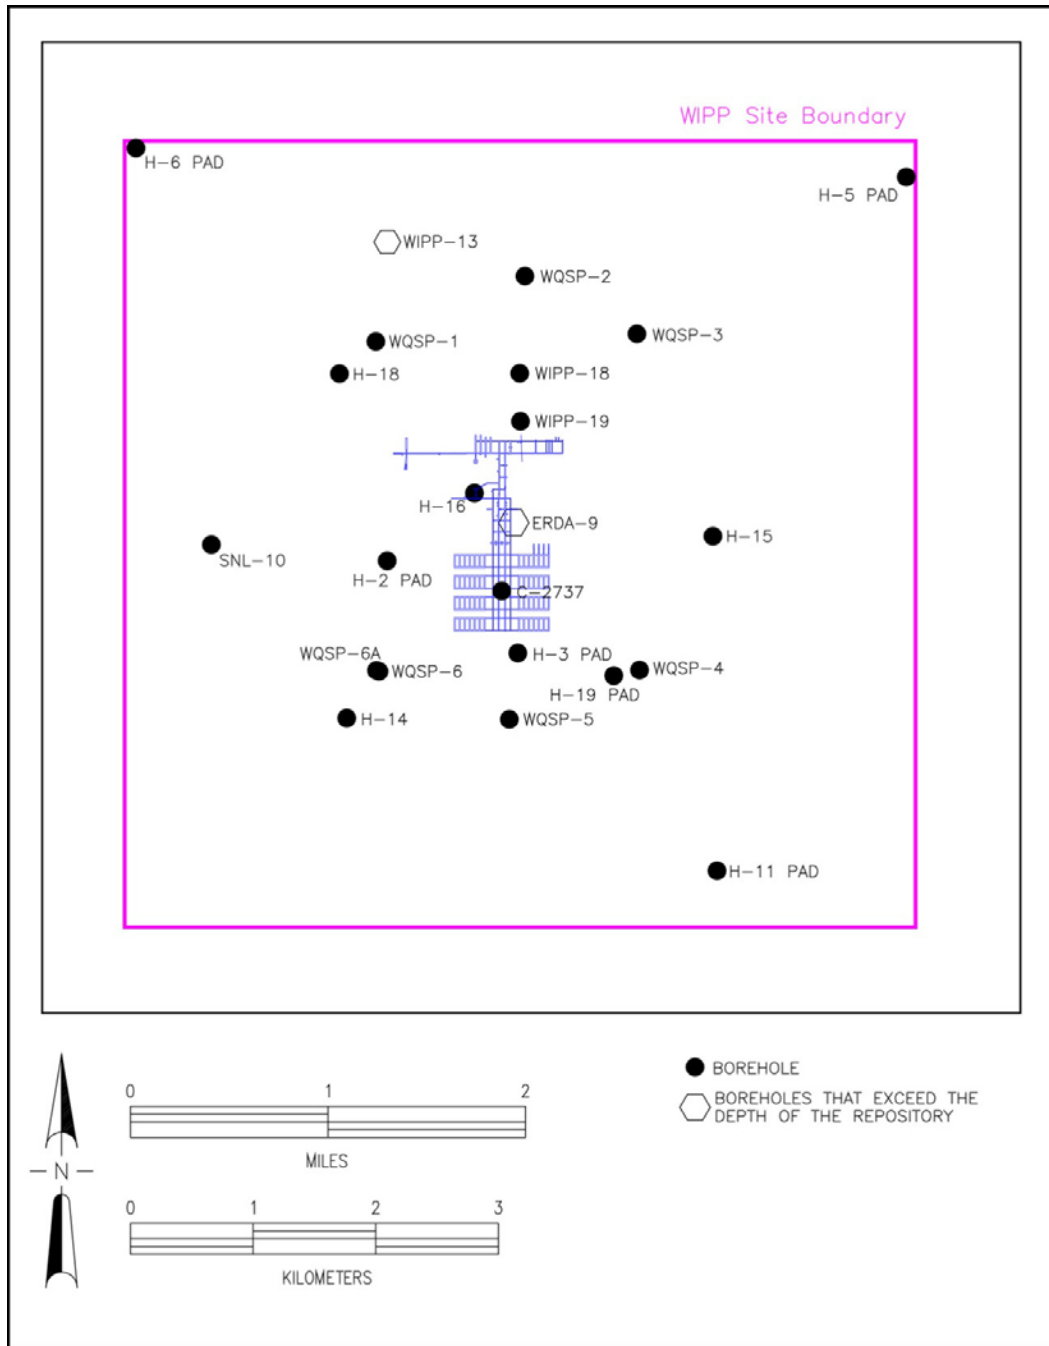 WIPP Site Boundary
H-6 PAD
H-5 PAD
WIPP-13
WQSP-2
WQSP-3
WQSP-1
H-18
WIPP-18
WIPP-19
H-16
ERDA-9
H-15
SNL-10
H-2 PAD
C-2737
WQSP-6A
H-3 PAD
WQSP-6
WQSP-4
H-19 PAD
H-14
WQSP-5
H-11 PAD
0 1 2
MILES
BOREHOLE
BOREHOLES THAT EXCEED THE
DEPTH OF THE REPOSITORY
N
0 1 2 3
KILOMETERS